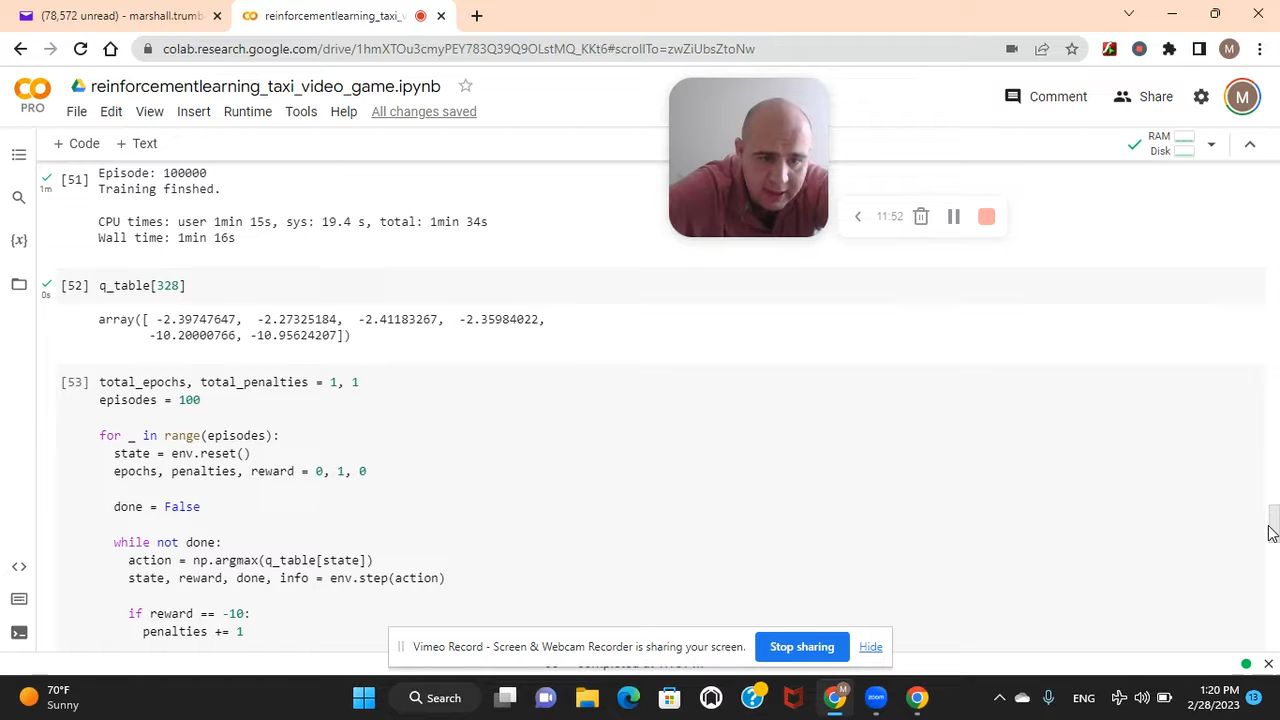 (78,572 unread) - marshall.trumb
reinforcementlearning_taxi_vi
colab.research.google.com/drive/1hmXTOu3cmyPEY783Q39Q9OLstMQ_KKt6#scrollTo=zwZiUbsZtoNw
M
reinforcementlearning_taxi_video_game.ipynb
PRO
File Edit View Insert Runtime Tools Help All changes saved
Comment
Share
M
+ Code + Text
RAM
Disk
[51] Episode: 100000
1m
Training finshed.
CPU times: user 1min 15s, sys: 19.4 s, total: 1min 34s
Wall time: 1min 16s
11:52
[52] q_table[328]
0s
array([ -2.39747647, -2.27325184, -2.41183267, -2.35984022,
-10.20000766, -10.95624207])
[53] total_epochs, total_penalties = 1, 1
episodes = 100
for _ in range(episodes):
state = env.reset()
epochs, penalties, reward = 0, 1, 0
done = False
while not done:
action = np.argmax(q_table[state])
state, reward, done, info = env.step(action)
if reward == -10:
penalties += 1
Vimeo Record - Screen & Webcam Recorder is sharing your screen.
Stop sharing
Hide
70°F
Sunny
Search
M
zoom
ENG
1:20 PM
2/28/2023
13